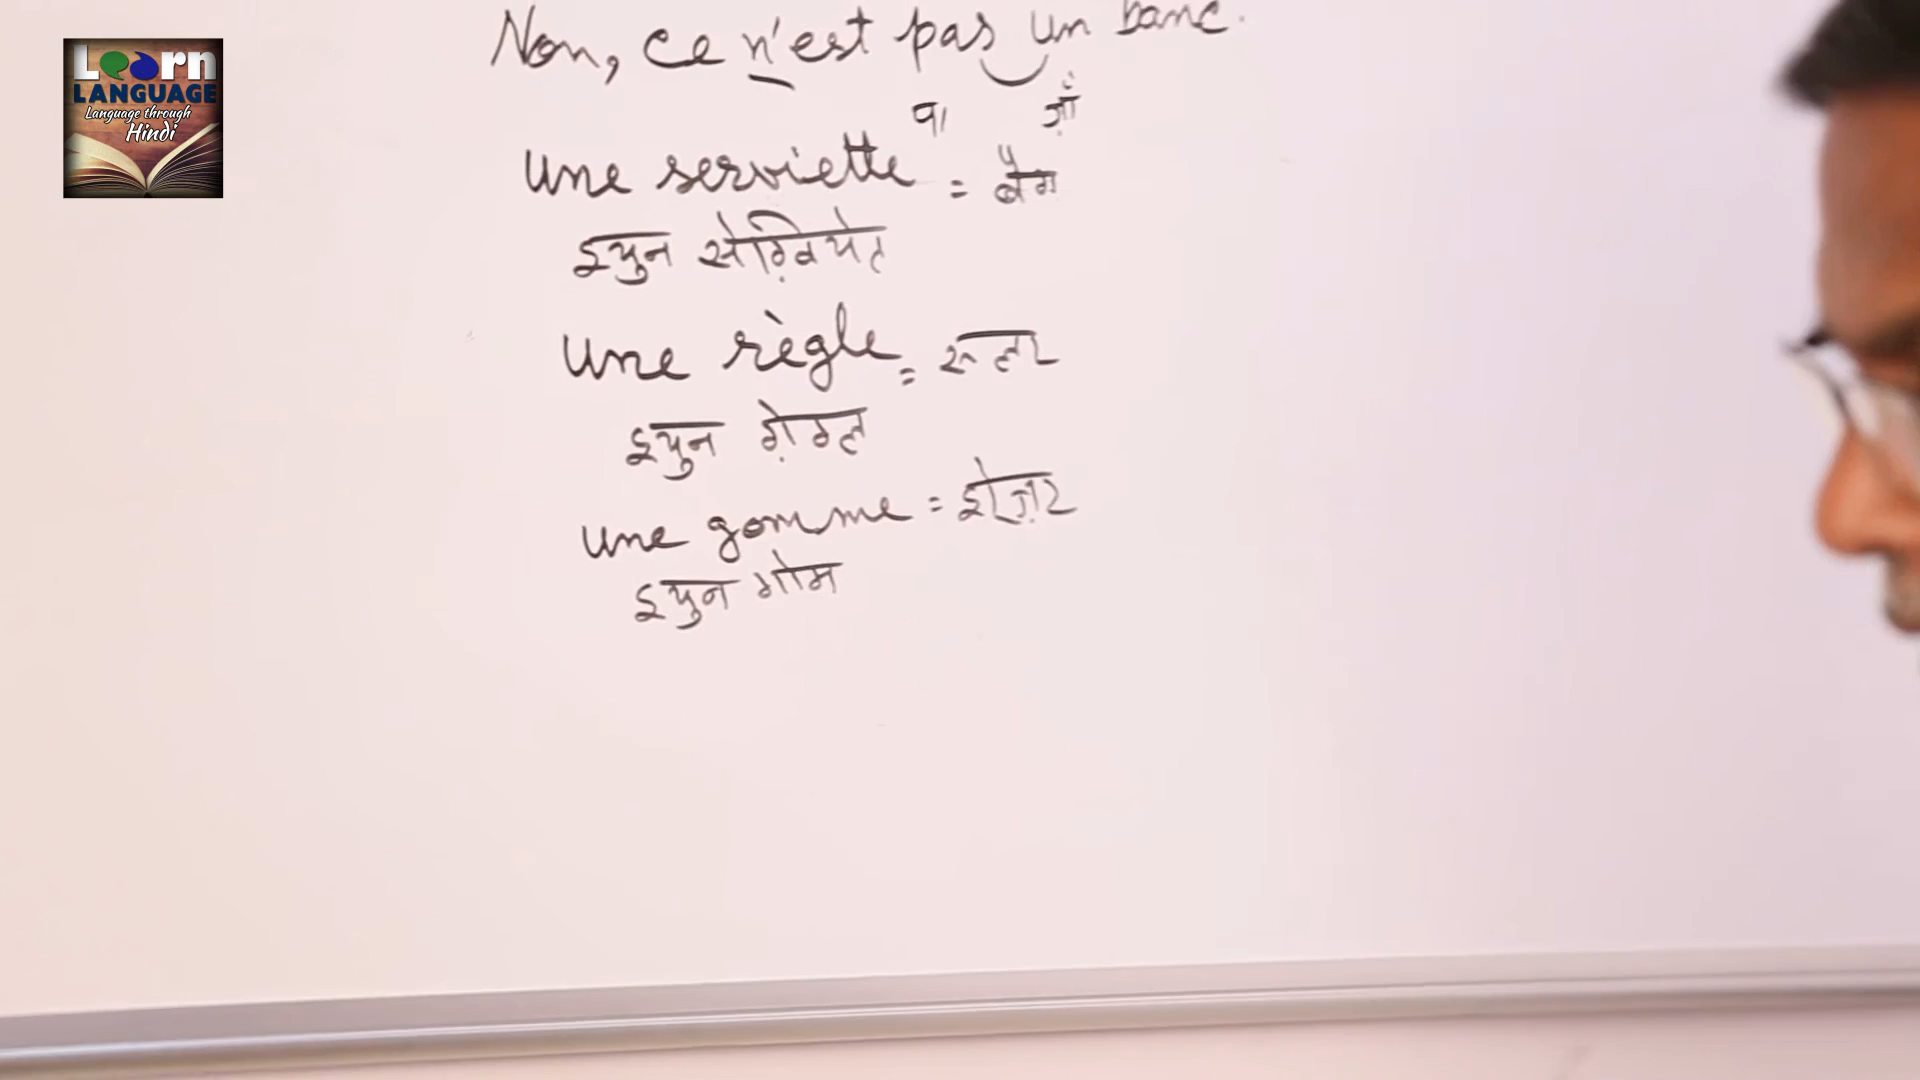 Learn
LANGUAGE
Language through
Hindi
Non, ce n'est pas un banc.
पा ज़ाँ
une serviette = बैग
इयुन सेग़्वियेट
une règle = रूलर
इयुन ग़ेग्ल
une gomme = इरेज़र
इयुन गोम